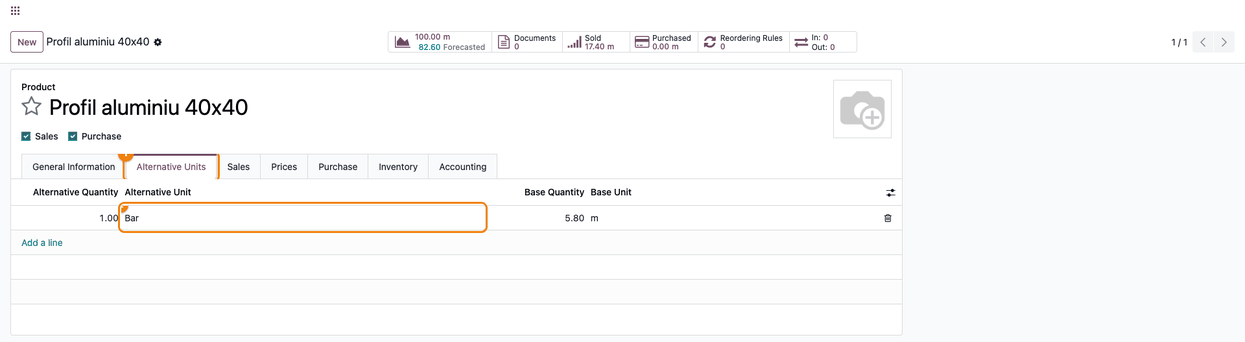 New Profil aluminiu 40x40
100.00 m
82.60 Forecasted
Documents
0
Sold
17.40 m
Purchased
0.00 m
Reordering Rules
0
In: 0
Out: 0
1 / 1
Product
Profil aluminiu 40x40
Sales Purchase
General Information Alternative Units Sales Prices Purchase Inventory Accounting
Alternative Quantity Alternative Unit Base Quantity Base Unit
1.00 Bar 5.80 m
Add a line